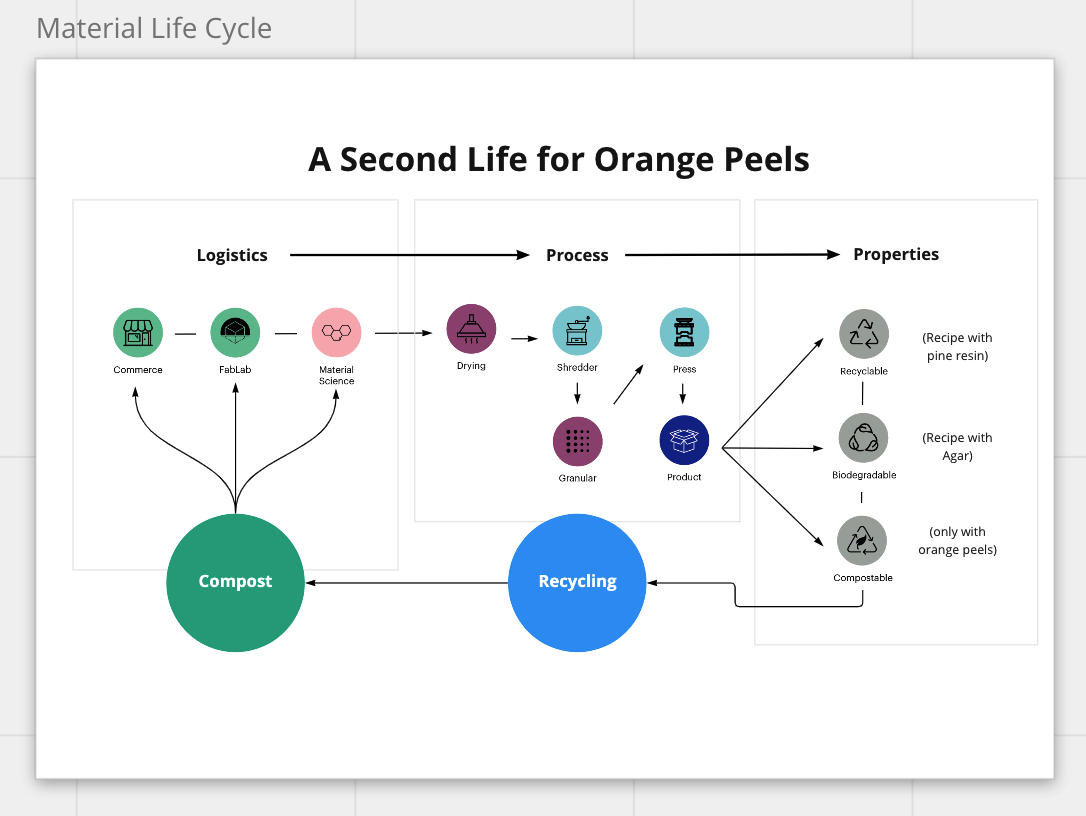 Material Life Cycle
A Second Life for Orange Peels
Logistics
Process
Properties
Commerce
FabLab
Material
Science
Drying
Shredder
Press
Granular
Product
Recyclable
(Recipe with
pine resin)
Biodegradable
(Recipe with
Agar)
Compostable
(only with
orange peels)
Compost
Recycling